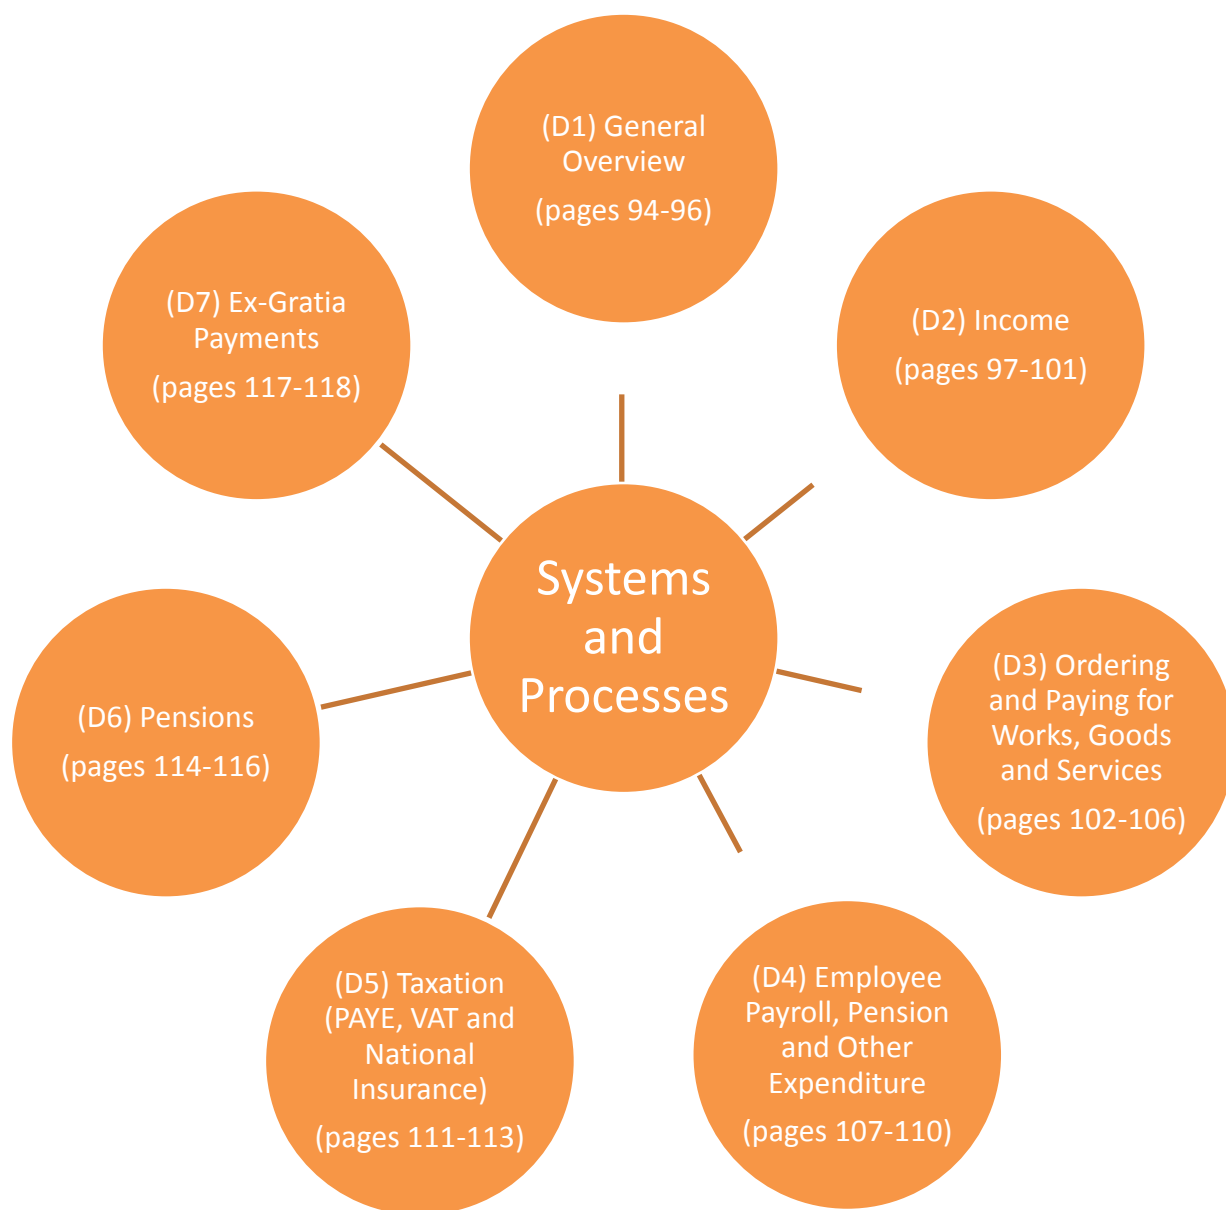 (D1) General
Overview
(pages 94-96)
(D2) Income
(pages 97-101)
(D3) Ordering
and Paying for
Works, Goods
and Services
(pages 102-106)
(D4) Employee
Payroll, Pension
and Other
Expenditure
(pages 107-110)
(D5) Taxation
(PAYE, VAT and
National
Insurance)
(pages 111-113)
(D6) Pensions
(pages 114-116)
(D7) Ex-Gratia
Payments
(pages 117-118)
Systems
and
Processes